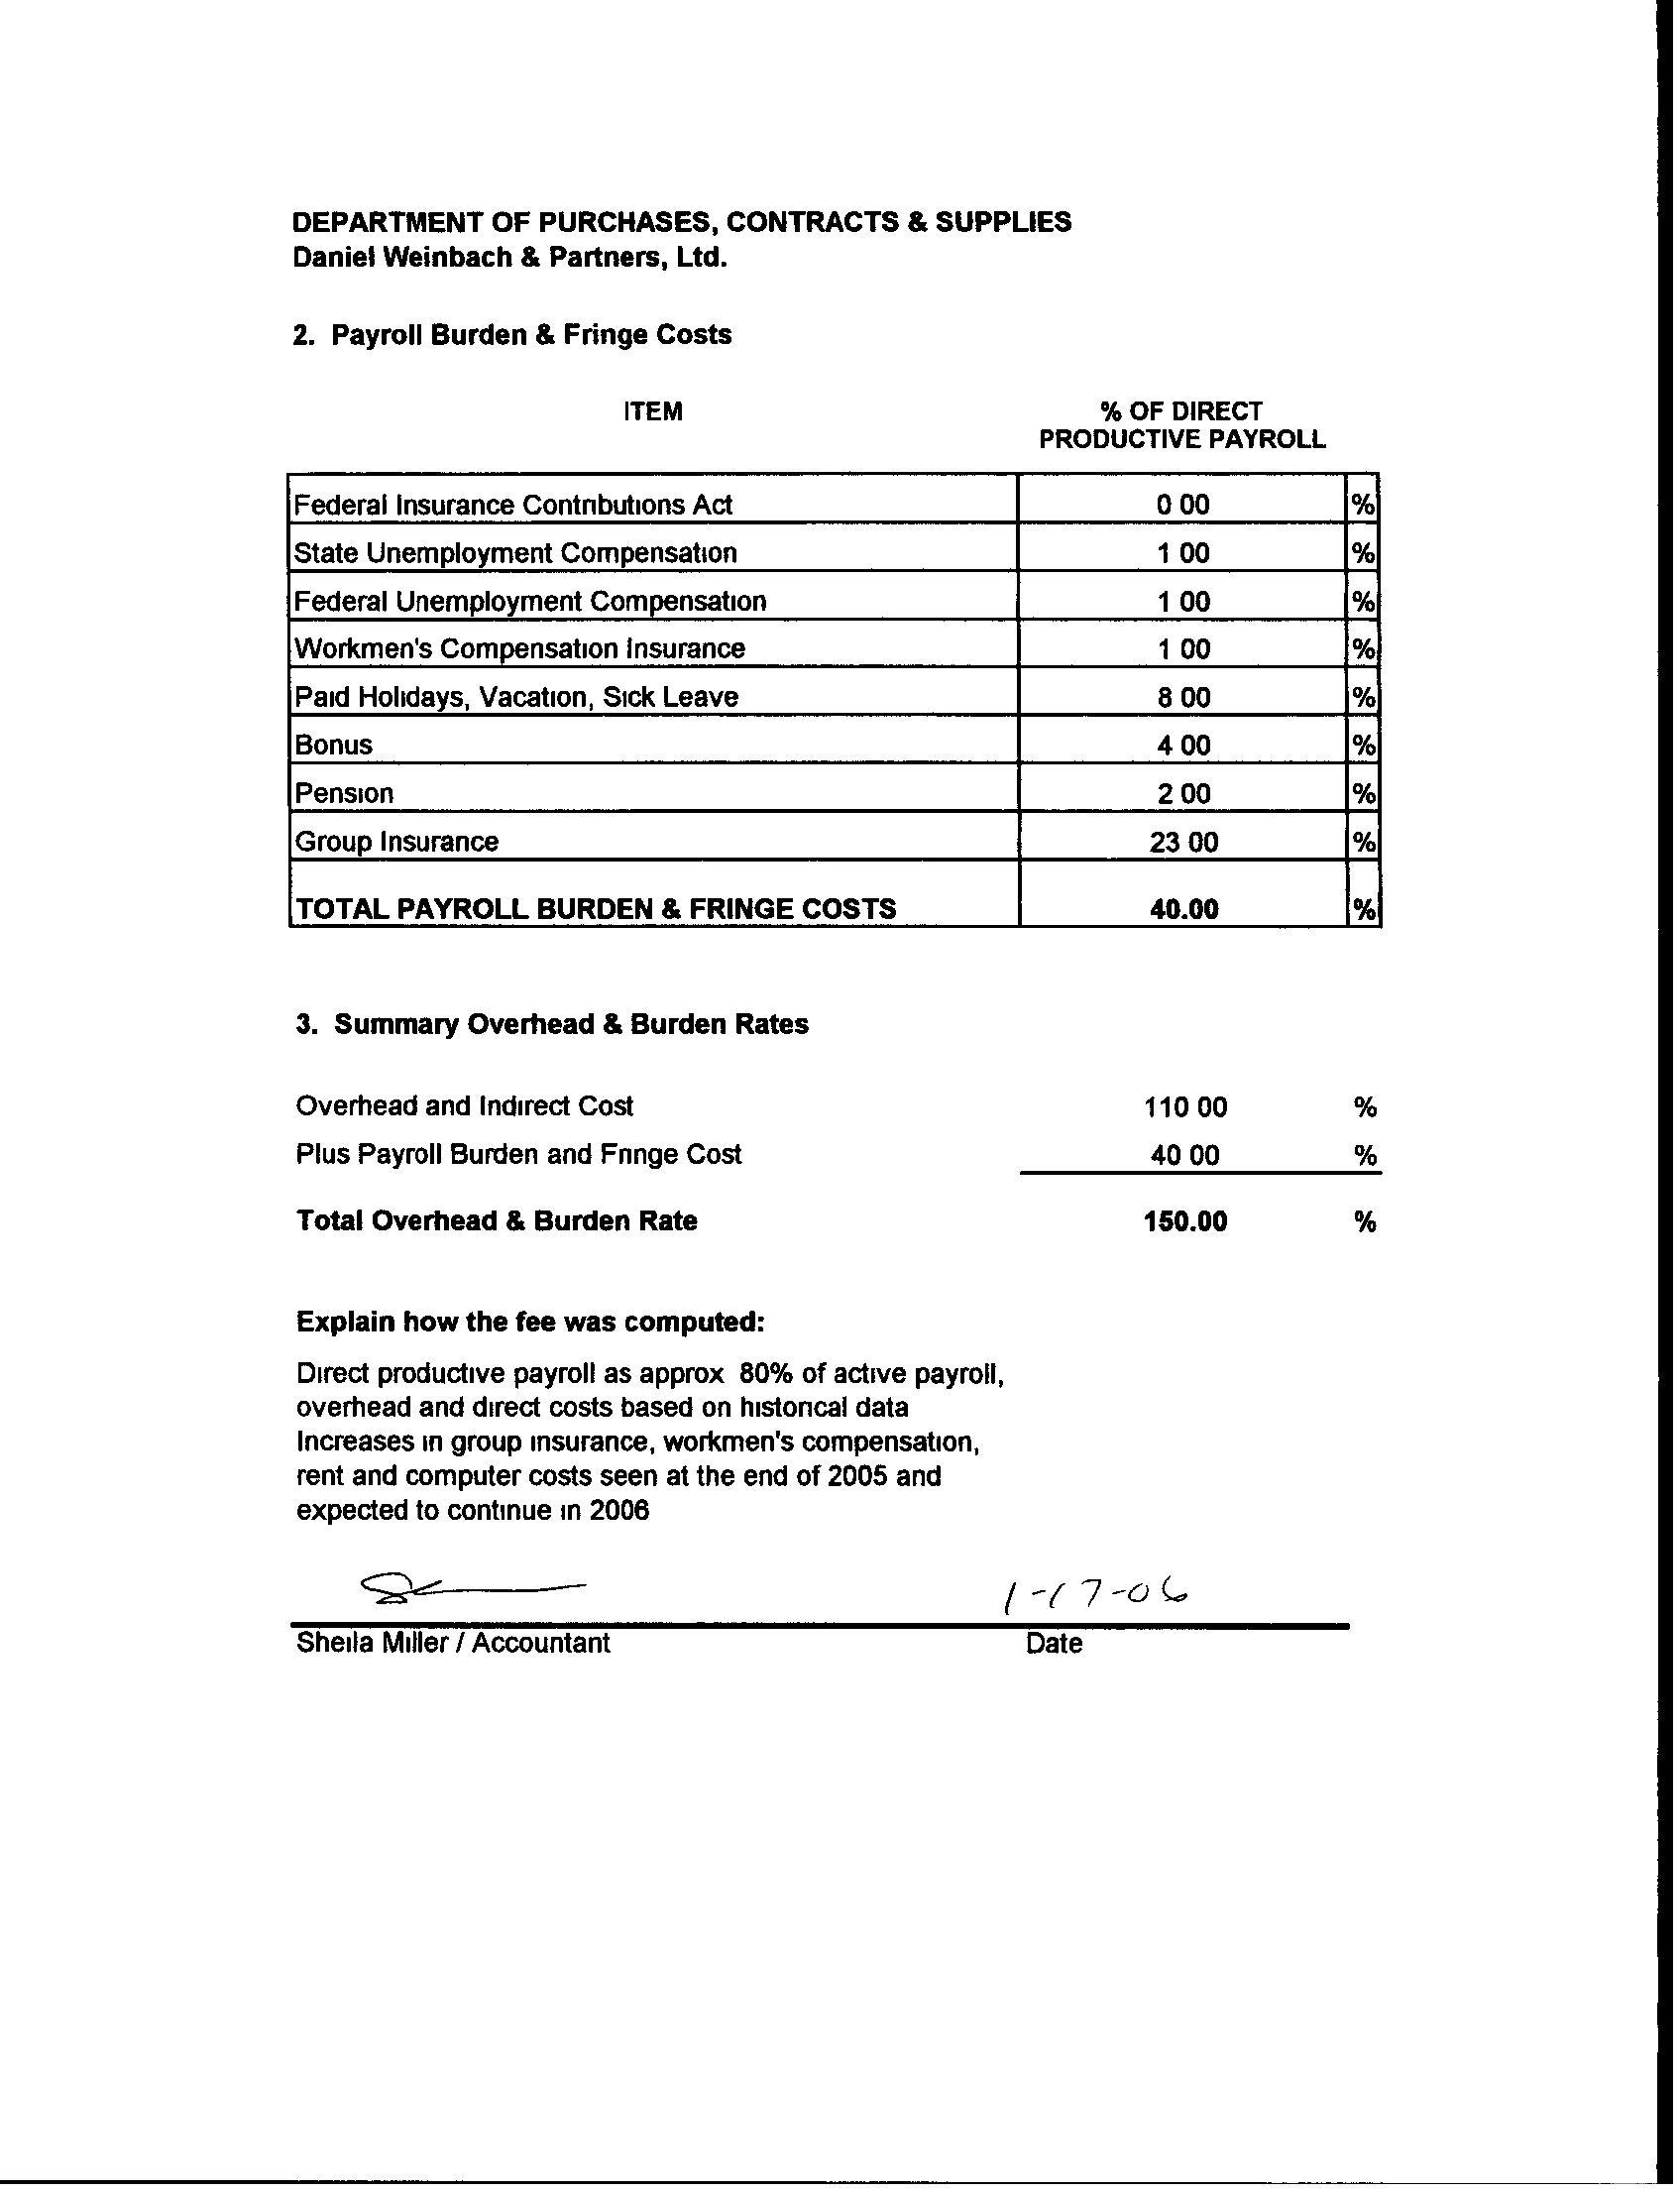 DEPARTMENT OF PURCHASES, CONTRACTS & SUPPLIES
Daniel Weinbach & Partners, Ltd.
2. Payroll Burden & Fringe Costs
ITEM % OF DIRECT
PRODUCTIVE PAYROLL
Federal Insurance Contributions Act 0 00 %
State Unemployment Compensation 1 00 %
Federal Unemployment Compensation 1 00 %
Workmen's Compensation Insurance 1 00 %
Paid Holidays, Vacation, Sick Leave 8 00 %
Bonus 4 00 %
Pension 2 00 %
Group Insurance 23 00 %
TOTAL PAYROLL BURDEN & FRINGE COSTS 40.00 %
3. Summary Overhead & Burden Rates
Overhead and Indirect Cost 110 00 %
Plus Payroll Burden and Fringe Cost 40 00 %
Total Overhead & Burden Rate 150.00 %
Explain how the fee was computed:
Direct productive payroll as approx 80% of active payroll,
overhead and direct costs based on historical data
Increases in group insurance, workmen's compensation,
rent and computer costs seen at the end of 2005 and
expected to continue in 2006
1-17-06
Sheila Miller / Accountant Date